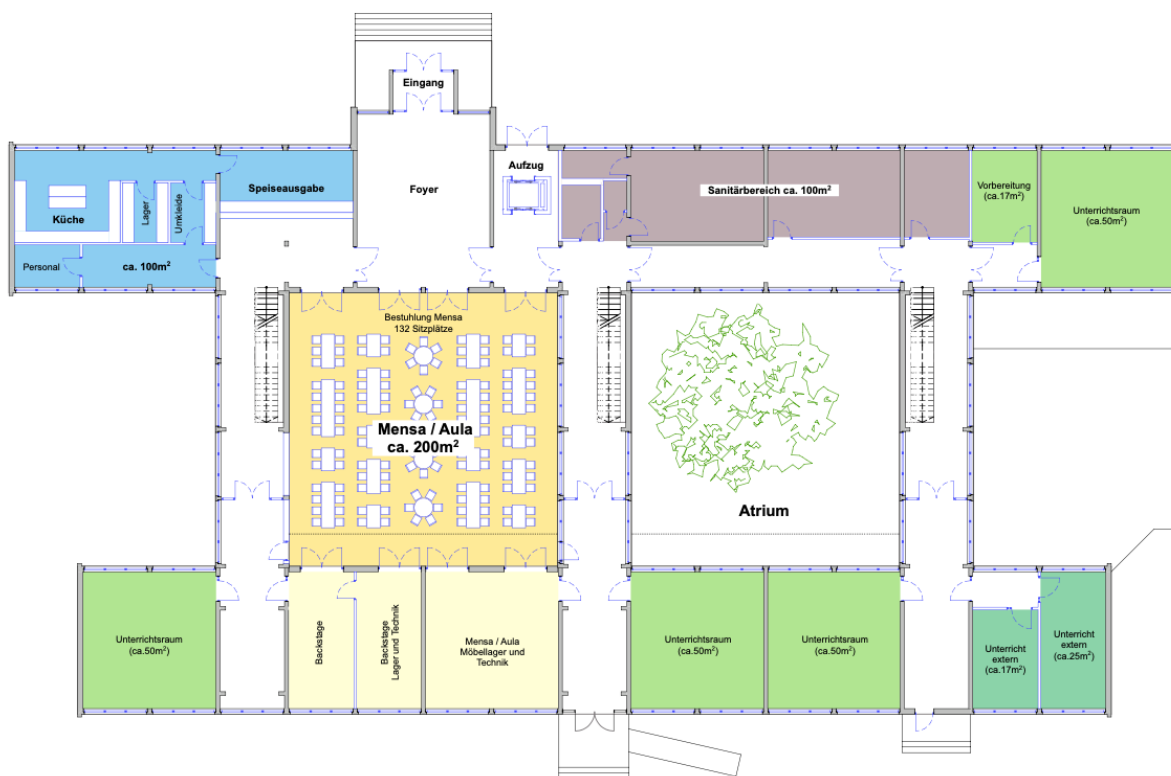 Eingang
Aufzug
Speiseausgabe
Foyer
Sanitärbereich ca. 100m²
Vorbereitung
(ca.17m²)
Unterrichtsraum
(ca.50m²)
Küche
Lager
Umkleide
Personal
ca. 100m²
Bestuhlung Mensa
132 Sitzplätze
Mensa / Aula
ca. 200m²
Atrium
Unterrichtsraum
(ca.50m²)
Backstage
Backstage
Lager und Technik
Mensa / Aula
Möbellager und
Technik
Unterrichtsraum
(ca.50m²)
Unterrichtsraum
(ca.50m²)
Unterricht
extern
(ca.17m²)
Unterricht
extern
(ca.25m²)